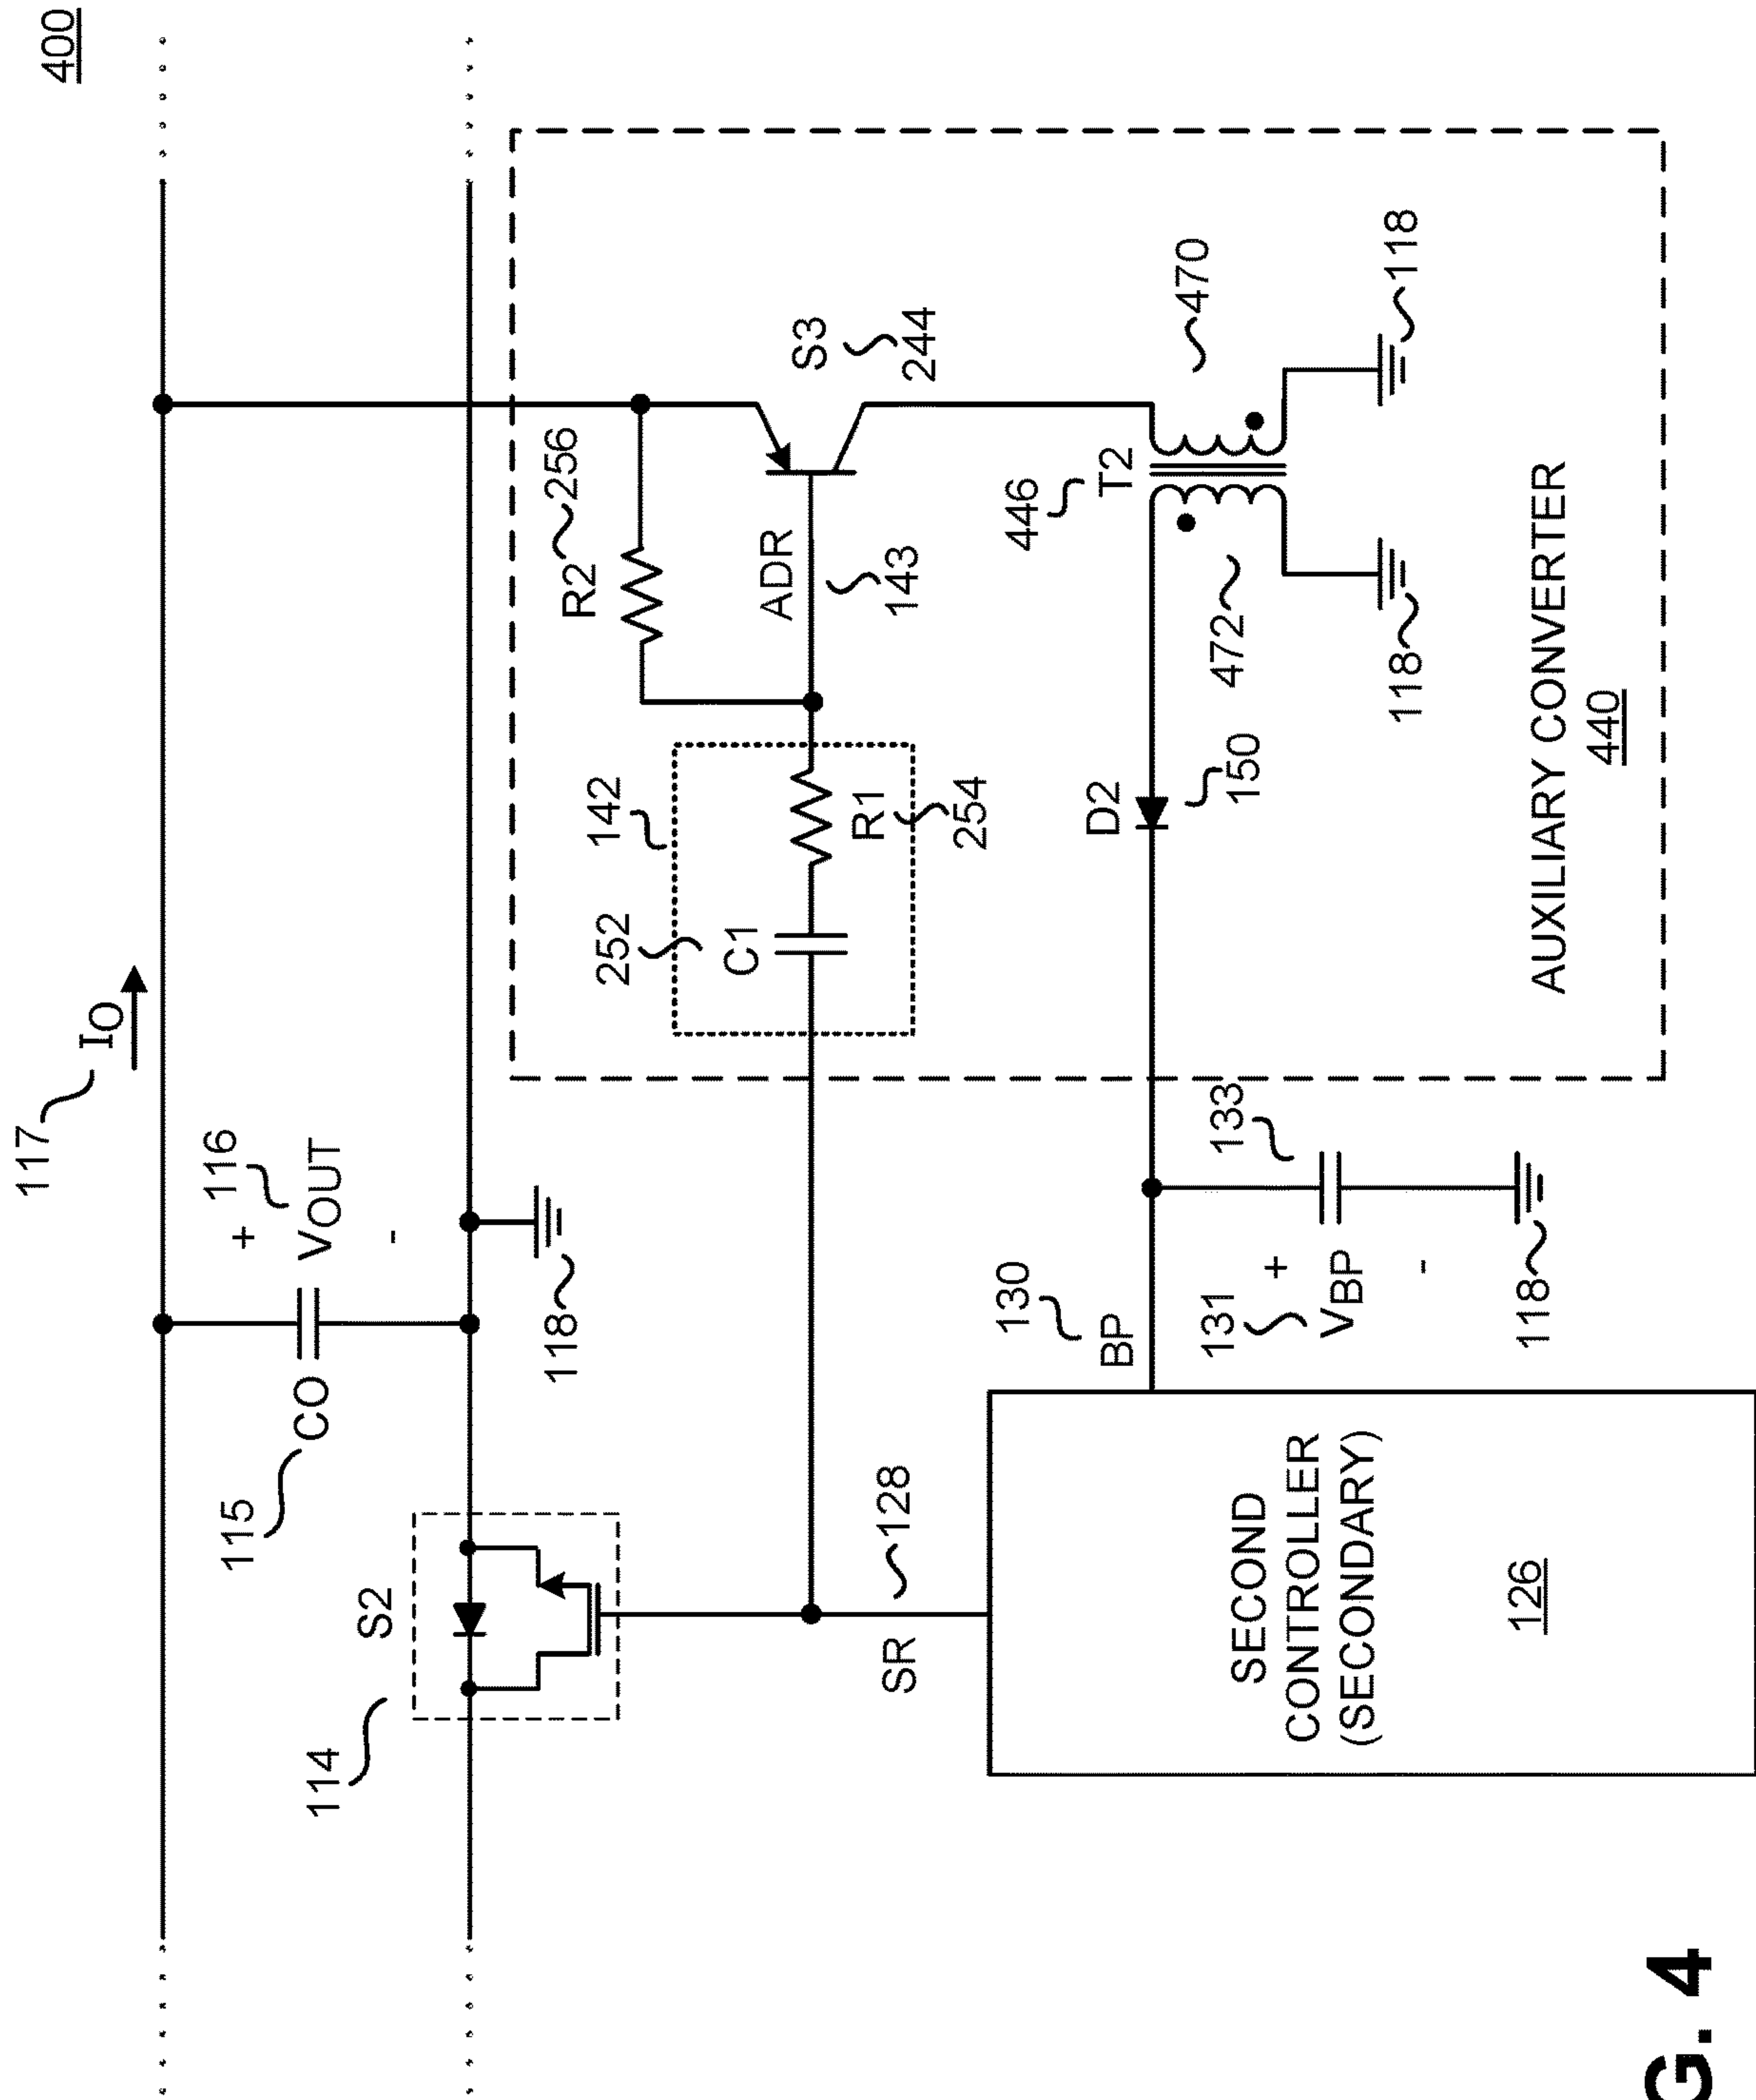 400
117
IO
115
CO
+
VOUT
-
116
118
114
S2
252
142
C1
R1
254
R2
256
ADR
143
S3
244
SR
128
130
BP
131
+
VBP
-
133
118
D2
150
446
T2
470
472
118
118
SECOND
CONTROLLER
(SECONDARY)
126
AUXILIARY CONVERTER
440
G. 4